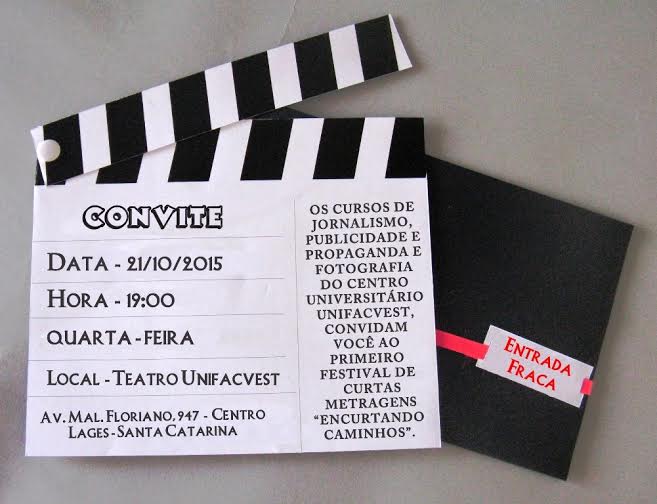 CONVITE
DATA - 21/10/2015
HORA - 19:00
QUARTA-FEIRA
LOCAL - TEATRO UNIFACVEST
AV. MAL. FLORIANO, 947 - CENTRO
LAGES - SANTA CATARINA
OS CURSOS DE
JORNALISMO,
PUBLICIDADE E
PROPAGANDA E
FOTOGRAFIA
DO CENTRO
UNIVERSITÁRIO
UNIFACVEST,
CONVIDAM
VOCÊ AO
PRIMEIRO
FESTIVAL DE
CURTAS
METRAGENS
“ENCURTANDO
CAMINHOS”.
ENTRADA
FRACA